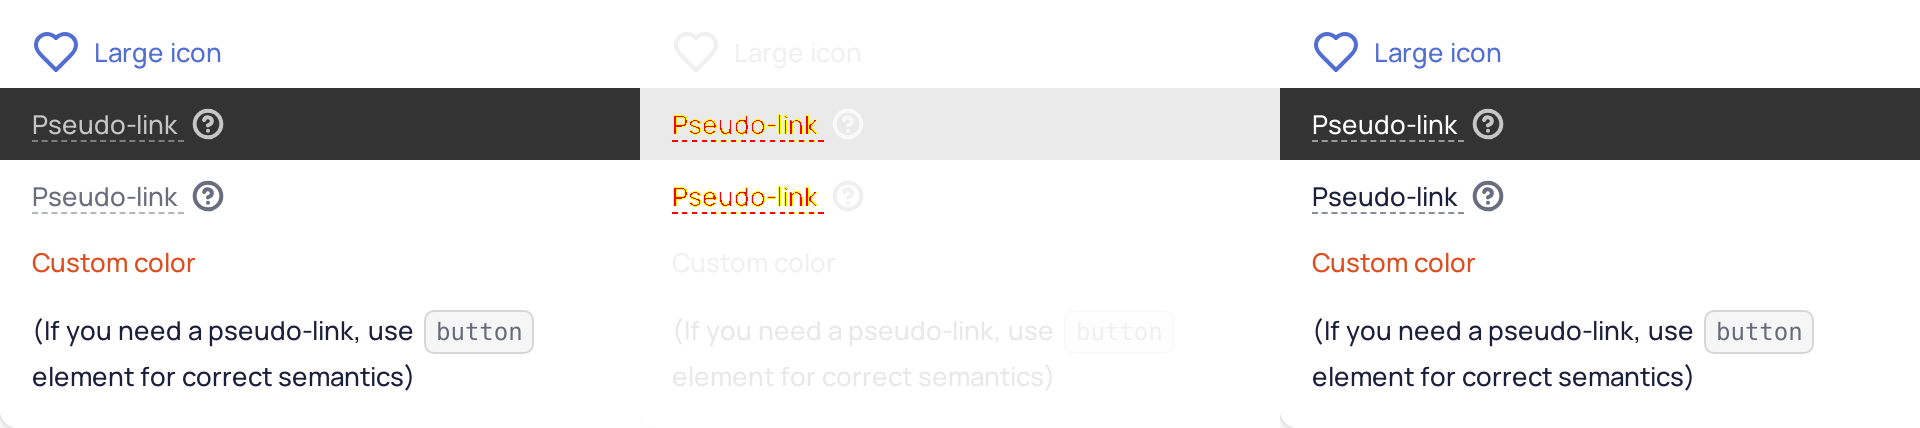 Large icon
Pseudo-link
Pseudo-link
Custom color
(If you need a pseudo-link, use button
element for correct semantics)
Large icon
Pseudo-link
Pseudo-link
Custom color
(If you need a pseudo-link, use button
element for correct semantics)
Large icon
Pseudo-link
Pseudo-link
Custom color
(If you need a pseudo-link, use button
element for correct semantics)